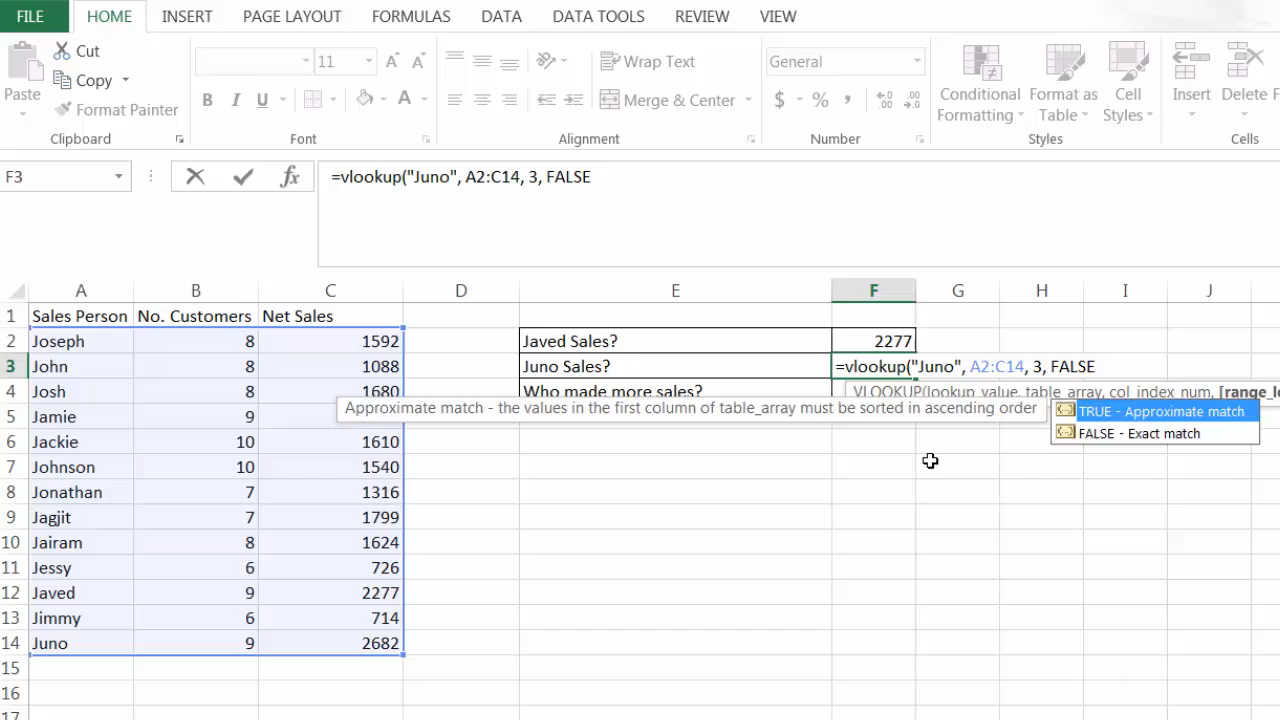 FILE HOME INSERT PAGE LAYOUT FORMULAS DATA DATA TOOLS REVIEW VIEW
Paste
Cut
Copy
Format Painter
Clipboard
11 A A
B I U A
Font
Wrap Text
Merge & Center
Alignment
General
$ % ,
.00
.00
Number
Conditional
Formatting
Format as
Table
Cell
Styles
Styles
Insert
Delete
Cells
F3 fx =vlookup("Juno", A2:C14, 3, FALSE
A B C D E F G H I J
1 Sales Person No. Customers Net Sales
2 Joseph 8 1592 Javed Sales? 2277
3 John 8 1088 Juno Sales? =vlookup("Juno", A2:C14, 3, FALSE
4 Josh 8 1680 Who made more sales? VLOOKUP(lookup_value, table_array, col_index_num,
Approximate match - the values in the first column of table_array must be sorted in ascending order
TRUE - Approximate match
FALSE - Exact match
5 Jamie 9
6 Jackie 10 1610
7 Johnson 10 1540
8 Jonathan 7 1316
9 Jagjit 7 1799
10 Jairam 8 1624
11 Jessy 6 726
12 Javed 9 2277
13 Jimmy 6 714
14 Juno 9 2682
15
16
17